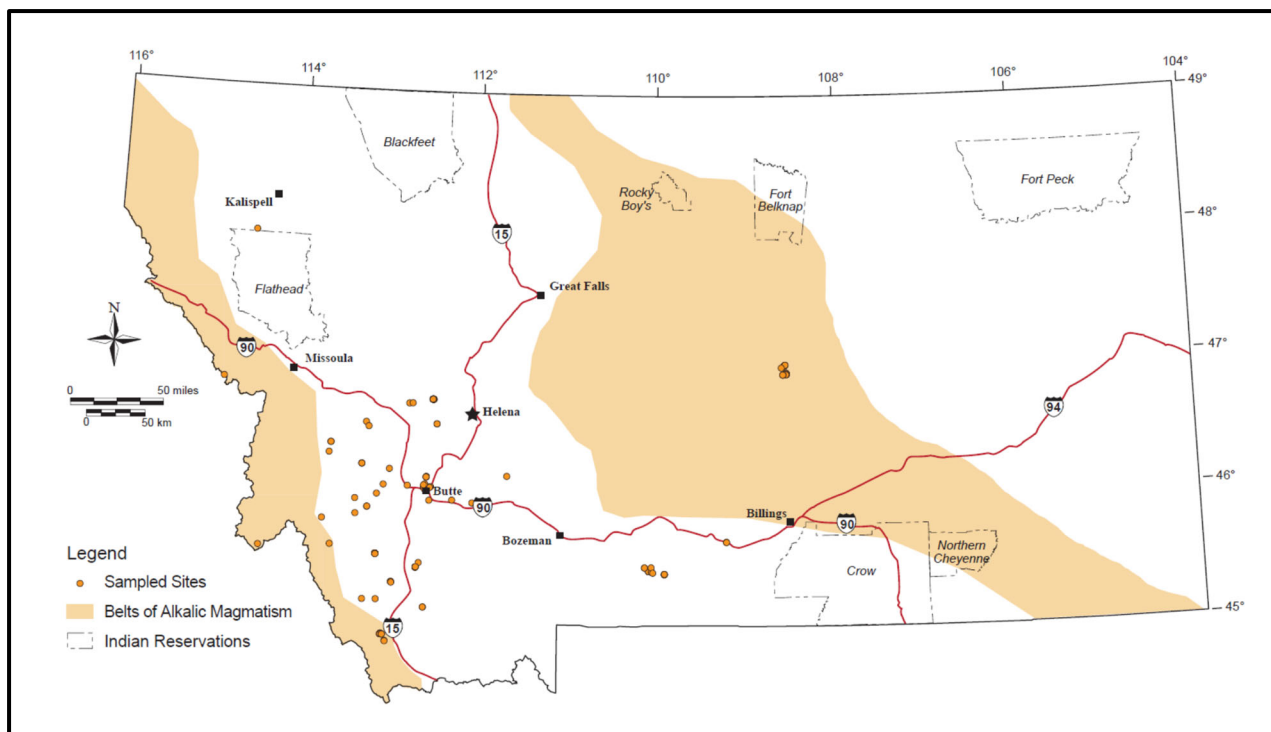 116°
114°
112°
110°
108°
106°
104°
49°
Blackfeet
Kalispell
Rocky
Boy's
Fort
Belknap
Fort Peck
48°
15
Flathead
Great Falls
N
90
Missoula
47°
0 50 miles
0 50 km
Helena
94
46°
Butte
90
Billings
90
Bozeman
Northern
Cheyenne
Crow
Legend
Sampled Sites
Belts of Alkalic Magmatism
Indian Reservations
15
45°